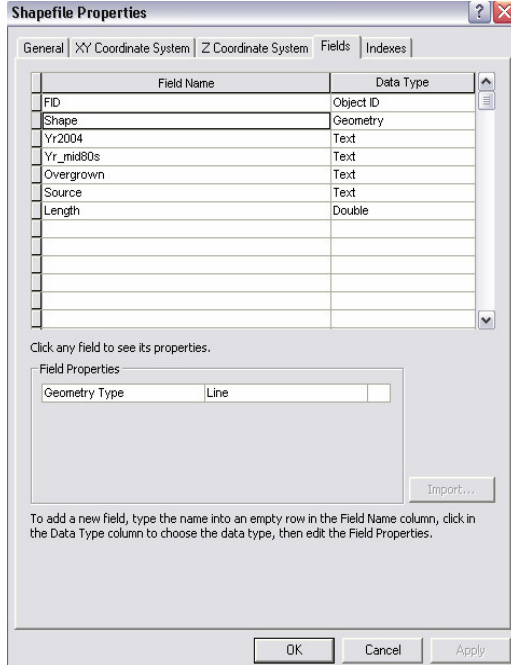 Shapefile Properties
General XY Coordinate System Z Coordinate System Fields Indexes
Field Name Data Type
FID Object ID
Shape Geometry
Yr2004 Text
Yr_mid80s Text
Overgrown Text
Source Text
Length Double
Click any field to see its properties.
Field Properties
Geometry Type Line
Import...
To add a new field, type the name into an empty row in the Field Name column, click in
the Data Type column to choose the data type, then edit the Field Properties.
OK Cancel Apply